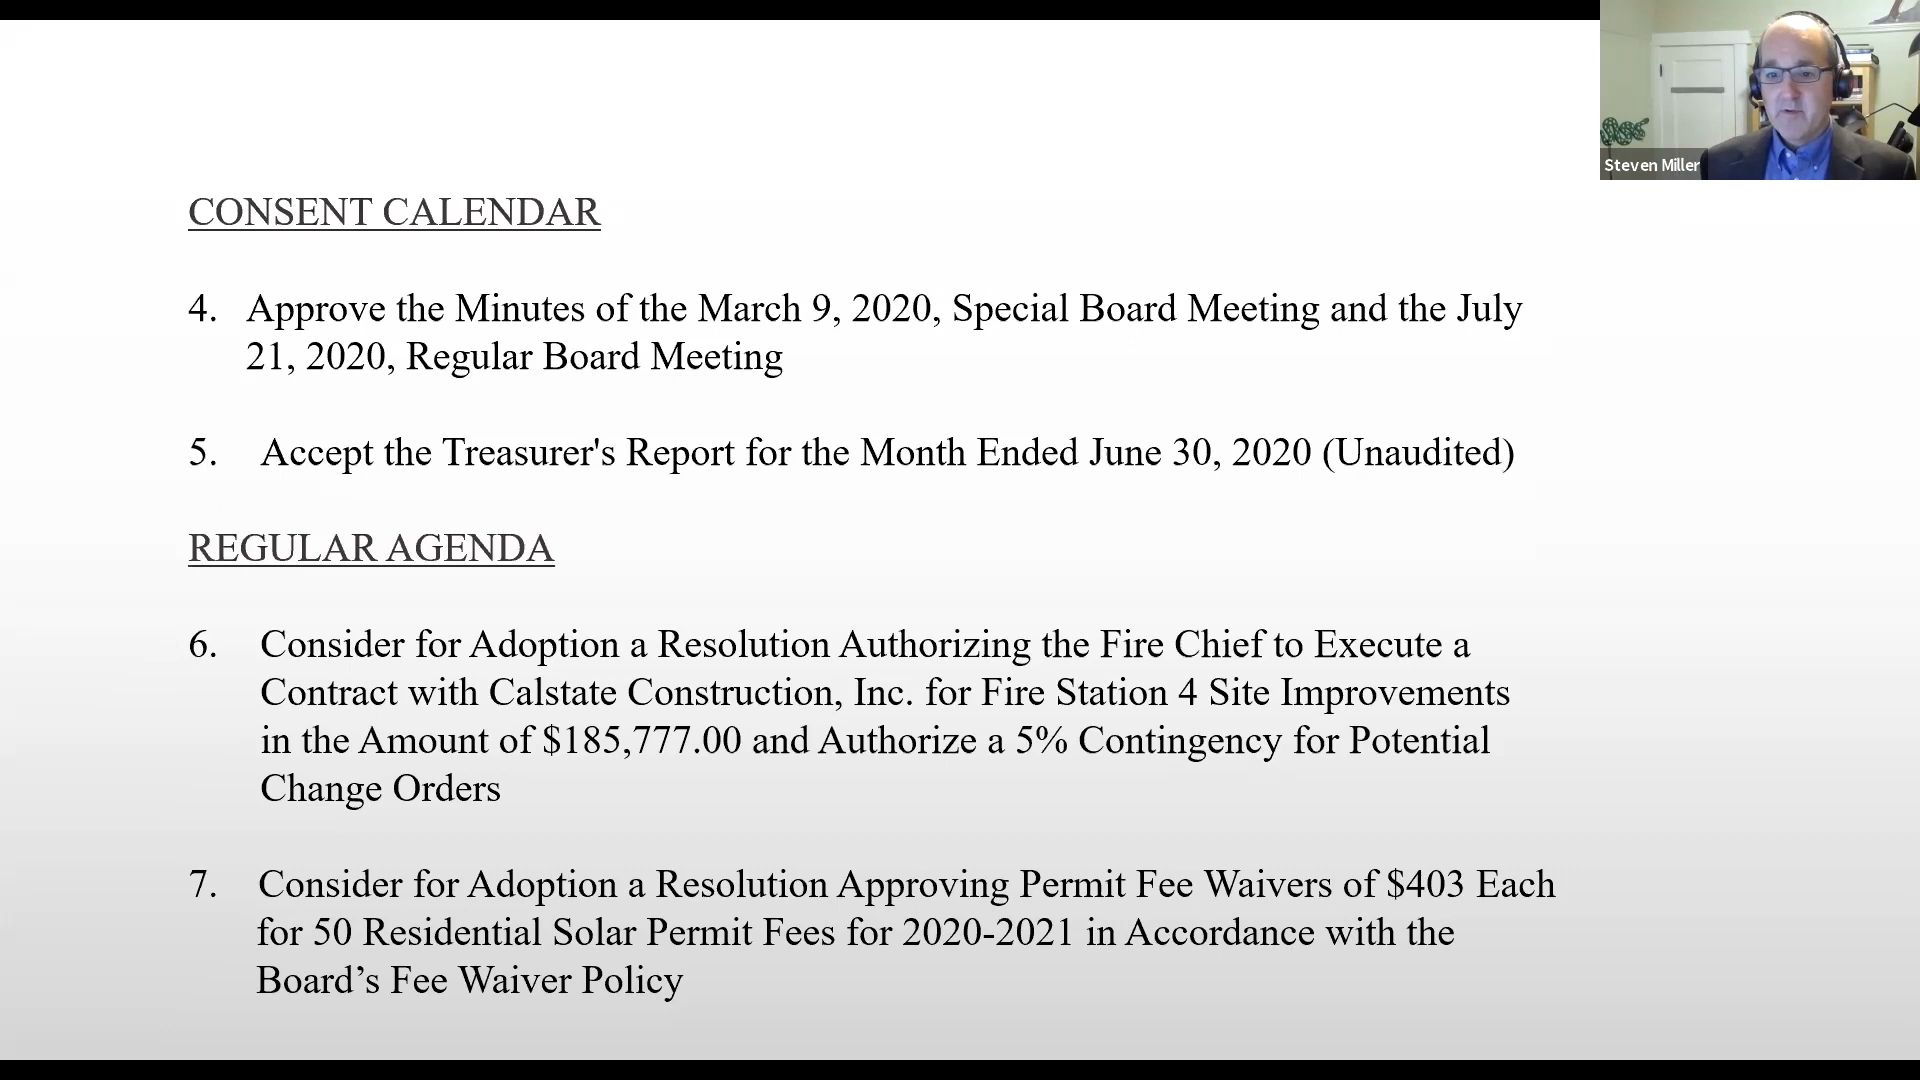 Steven Miller
CONSENT CALENDAR
4. Approve the Minutes of the March 9, 2020, Special Board Meeting and the July
21, 2020, Regular Board Meeting
5. Accept the Treasurer's Report for the Month Ended June 30, 2020 (Unaudited)
REGULAR AGENDA
6. Consider for Adoption a Resolution Authorizing the Fire Chief to Execute a
Contract with Calstate Construction, Inc. for Fire Station 4 Site Improvements
in the Amount of $185,777.00 and Authorize a 5% Contingency for Potential
Change Orders
7. Consider for Adoption a Resolution Approving Permit Fee Waivers of $403 Each
for 50 Residential Solar Permit Fees for 2020-2021 in Accordance with the
Board’s Fee Waiver Policy